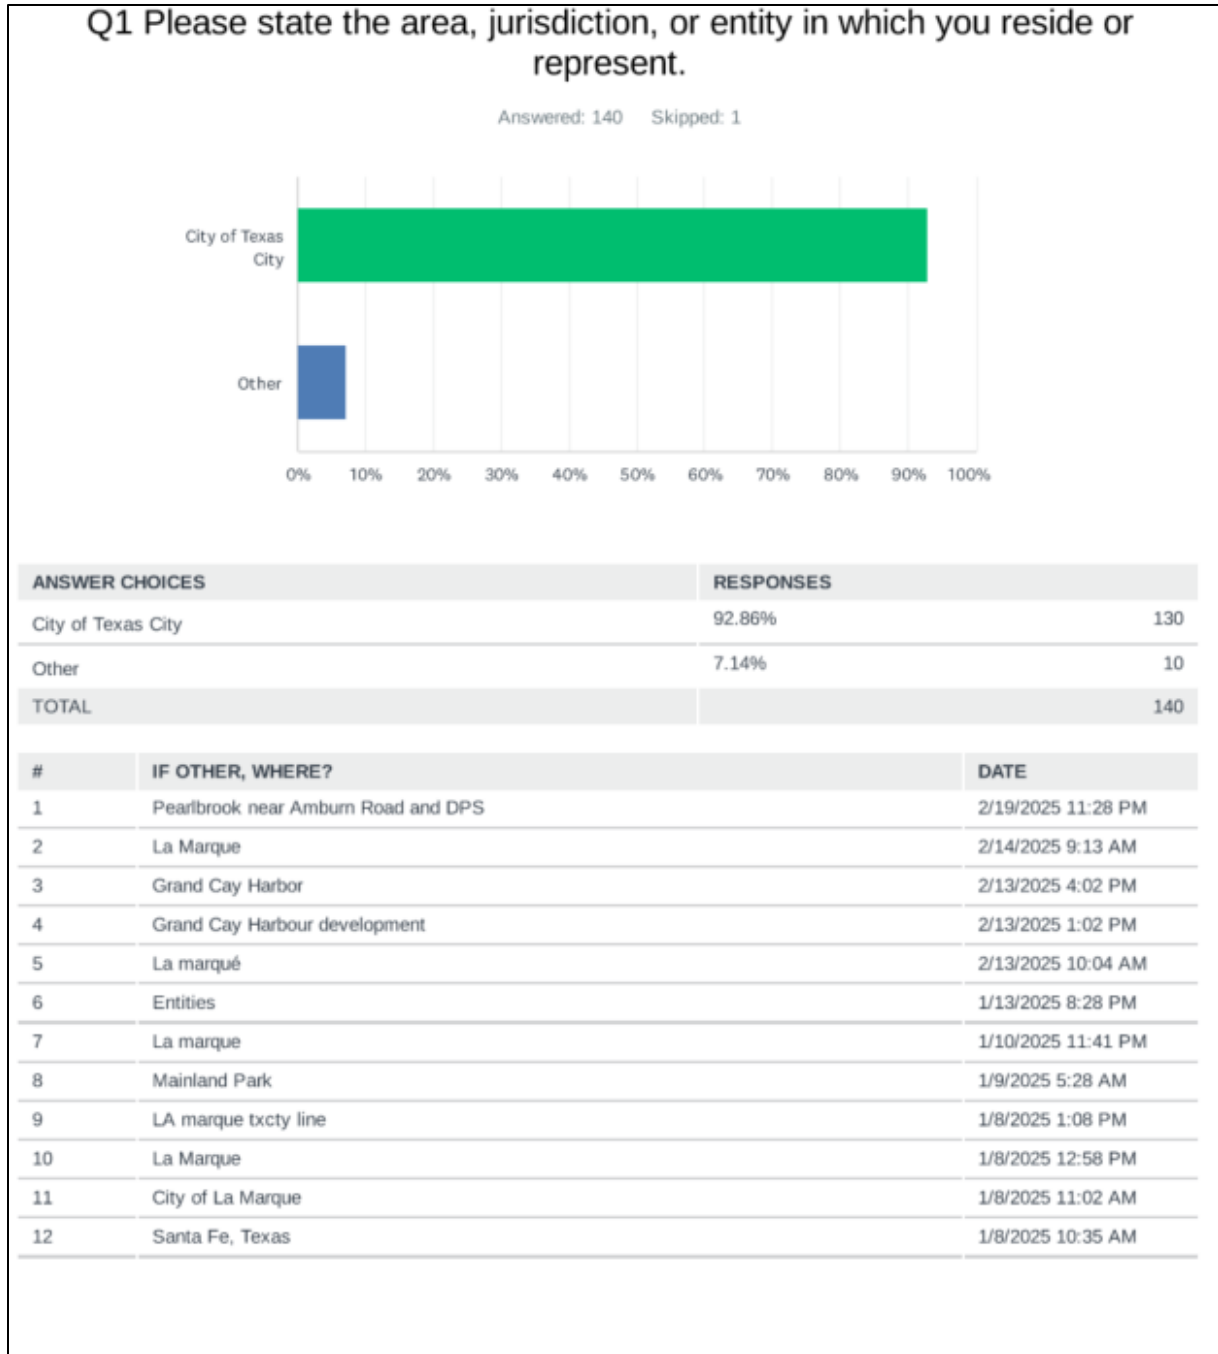 Q1 Please state the area, jurisdiction, or entity in which you reside or
represent.
Answered: 140 Skipped: 1
City of Texas
City
Other
0% 10% 20% 30% 40% 50% 60% 70% 80% 90% 100%
ANSWER CHOICES RESPONSES
City of Texas City 92.86% 130
Other 7.14% 10
TOTAL 140
# IF OTHER, WHERE? DATE
1 Pearlbrook near Amburn Road and DPS 2/19/2025 11:28 PM
2 La Marque 2/14/2025 9:13 AM
3 Grand Cay Harbor 2/13/2025 4:02 PM
4 Grand Cay Harbour development 2/13/2025 1:02 PM
5 La marqué 2/13/2025 10:04 AM
6 Entities 1/13/2025 8:28 PM
7 La marque 1/10/2025 11:41 PM
8 Mainland Park 1/9/2025 5:28 AM
9 LA marque txcty line 1/8/2025 1:08 PM
10 La Marque 1/8/2025 12:58 PM
11 City of La Marque 1/8/2025 11:02 AM
12 Santa Fe, Texas 1/8/2025 10:35 AM